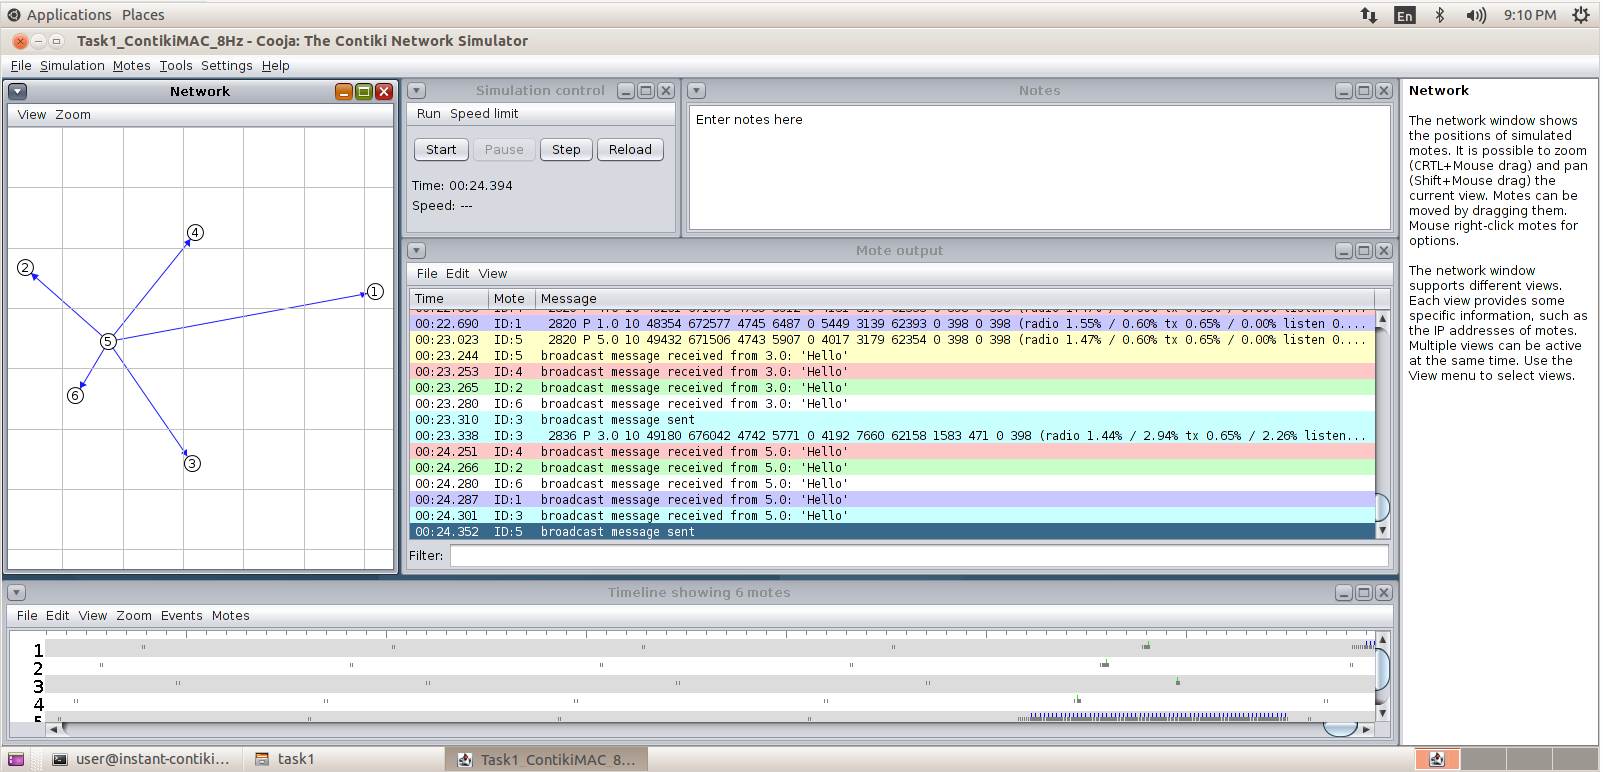 Applications Places
En
9:10 PM
Task1_ContikiMAC_8Hz - Cooja: The Contiki Network Simulator
File Simulation Motes Tools Settings Help
Network
View Zoom
4
2
1
5
6
3
Simulation control
Run Speed limit
Start Pause Step Reload
Time: 00:24.394
Speed: ---
Notes
Enter notes here
Mote output
File Edit View
Time Mote Message
00:22.690 ID:1 2820 P 1.0 10 48354 672577 4745 6487 0 5449 3139 62393 0 398 0 398 (radio 1.55% / 0.60% tx 0.65% / 0.00% listen 0....
00:23.023 ID:5 2820 P 5.0 10 49432 671506 4743 5907 0 4017 3179 62354 0 398 0 398 (radio 1.47% / 0.60% tx 0.65% / 0.00% listen 0....
00:23.244 ID:5 broadcast message received from 3.0: 'Hello'
00:23.253 ID:4 broadcast message received from 3.0: 'Hello'
00:23.265 ID:2 broadcast message received from 3.0: 'Hello'
00:23.280 ID:6 broadcast message received from 3.0: 'Hello'
00:23.310 ID:3 broadcast message sent
00:23.338 ID:3 2836 P 3.0 10 49180 676042 4742 5771 0 4192 7660 62158 1583 471 0 398 (radio 1.44% / 2.94% tx 0.65% / 2.26% listen...
00:24.251 ID:4 broadcast message received from 5.0: 'Hello'
00:24.266 ID:2 broadcast message received from 5.0: 'Hello'
00:24.280 ID:6 broadcast message received from 5.0: 'Hello'
00:24.287 ID:1 broadcast message received from 5.0: 'Hello'
00:24.301 ID:3 broadcast message received from 5.0: 'Hello'
00:24.352 ID:5 broadcast message sent
Filter:
Network
The network window shows
the positions of simulated
motes. It is possible to zoom
(CRTL+Mouse drag) and pan
(Shift+Mouse drag) the
current view. Motes can be
moved by dragging them.
Mouse right-click motes for
options.
The network window
supports different views.
Each view provides some
specific information, such as
the IP addresses of motes.
Multiple views can be active
at the same time. Use the
View menu to select views.
Timeline showing 6 motes
File Edit View Zoom Events Motes
1
2
3
4
5
user@instant-contiki...
task1
Task1_ContikiMAC_8...